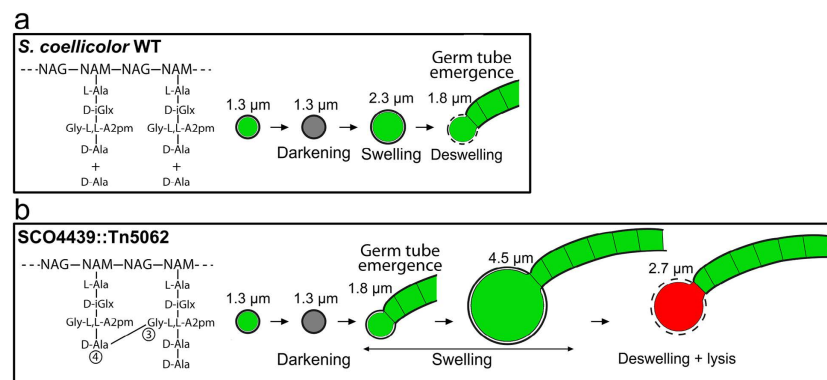 a
S. coellicolor WT
---NAG—NAM—NAG—NAM---
L-Ala L-Ala
D-iGlx D-iGlx
Gly-L,L-A2pm Gly-L,L-A2pm
D-Ala D-Ala
+ +
D-Ala D-Ala
1.3 µm
1.3 µm
Darkening
2.3 µm
Swelling
Germ tube
emergence
1.8 µm
Deswelling
b
SCO4439::Tn5062
---NAG—NAM—NAG—NAM---
L-Ala L-Ala
D-iGlx D-iGlx
Gly-L,L-A2pm Gly-L,L-A2pm
③
D-Ala D-Ala
④ D-Ala
1.3 µm
1.3 µm
Darkening
Germ tube
emergence
1.8 µm
4.5 µm
Swelling
2.7 µm
Deswelling + lysis